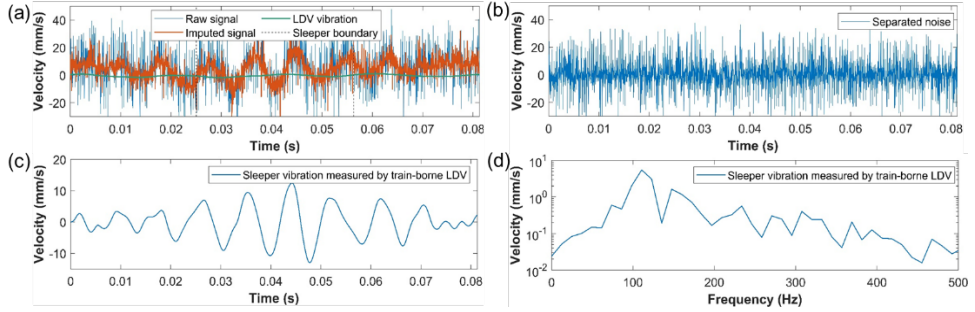 (a)
Raw signal
LDV vibration
Imputed signal
Sleeper boundary
Velocity (mm/s)
40
20
0
-20
0
0.01
0.02
0.03
0.04
0.05
0.06
0.07
0.08
Time (s)
(b)
Separated noise
Velocity (mm/s)
40
20
0
-20
0
0.01
0.02
0.03
0.04
0.05
0.06
0.07
0.08
Time (s)
(c)
Sleeper vibration measured by train-borne LDV
Velocity (mm/s)
20
10
0
-10
0
0.01
0.02
0.03
0.04
0.05
0.06
0.07
0.08
Time (s)
(d)
Sleeper vibration measured by train-borne LDV
Velocity (mm/s)
10^1
10^0
10^-1
10^-2
0
100
200
300
400
500
Frequency (Hz)